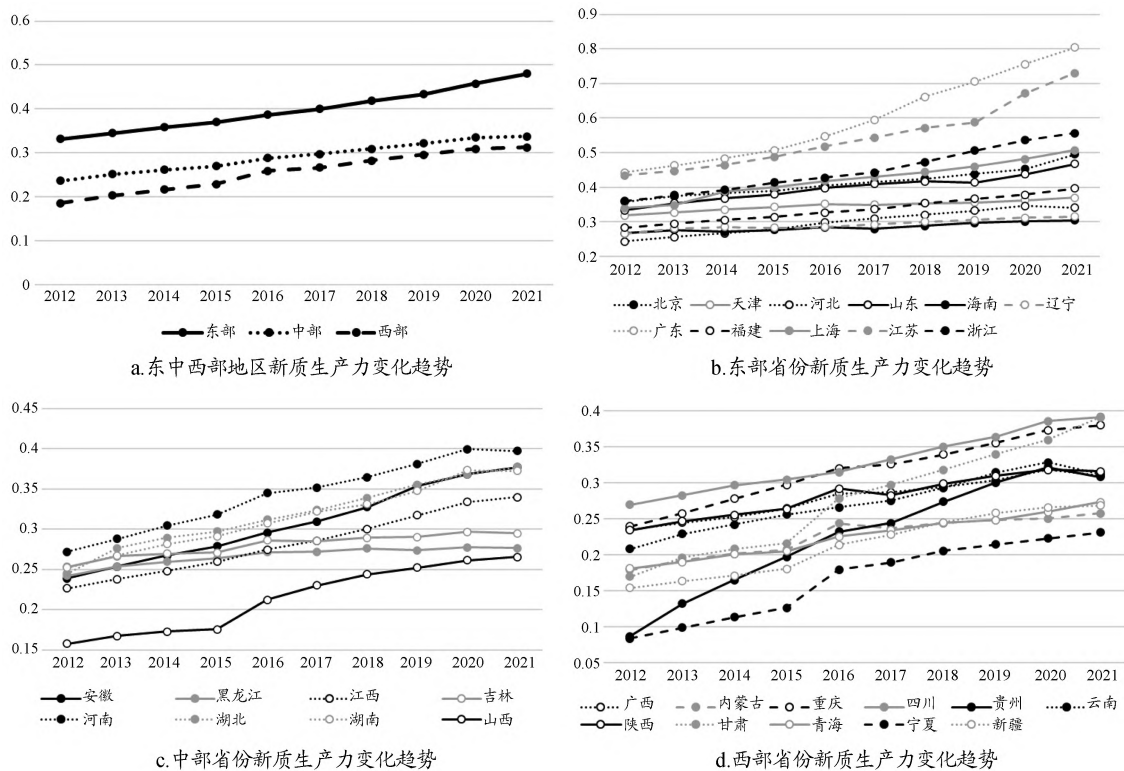 0.6
0.5
0.4
0.3
0.2
0.1
0
2012 2013 2014 2015 2016 2017 2018 2019 2020 2021
东部 中部 西部
a.东中西部地区新质生产力变化趋势
0.9
0.8
0.7
0.6
0.5
0.4
0.3
0.2
2012 2013 2014 2015 2016 2017 2018 2019 2020 2021
北京 天津 河北 山东 海南 辽宁
广东 福建 上海 江苏 浙江
b.东部省份新质生产力变化趋势
0.45
0.4
0.35
0.3
0.25
0.2
0.15
2012 2013 2014 2015 2016 2017 2018 2019 2020 2021
安徽 黑龙江 江西 吉林
河南 湖北 湖南 山西
c.中部省份新质生产力变化趋势
0.4
0.35
0.3
0.25
0.2
0.15
0.1
0.05
2012 2013 2014 2015 2016 2017 2018 2019 2020 2021
广西 内蒙古 重庆 四川 贵州 云南
陕西 甘肃 青海 宁夏 新疆
d.西部省份新质生产力变化趋势